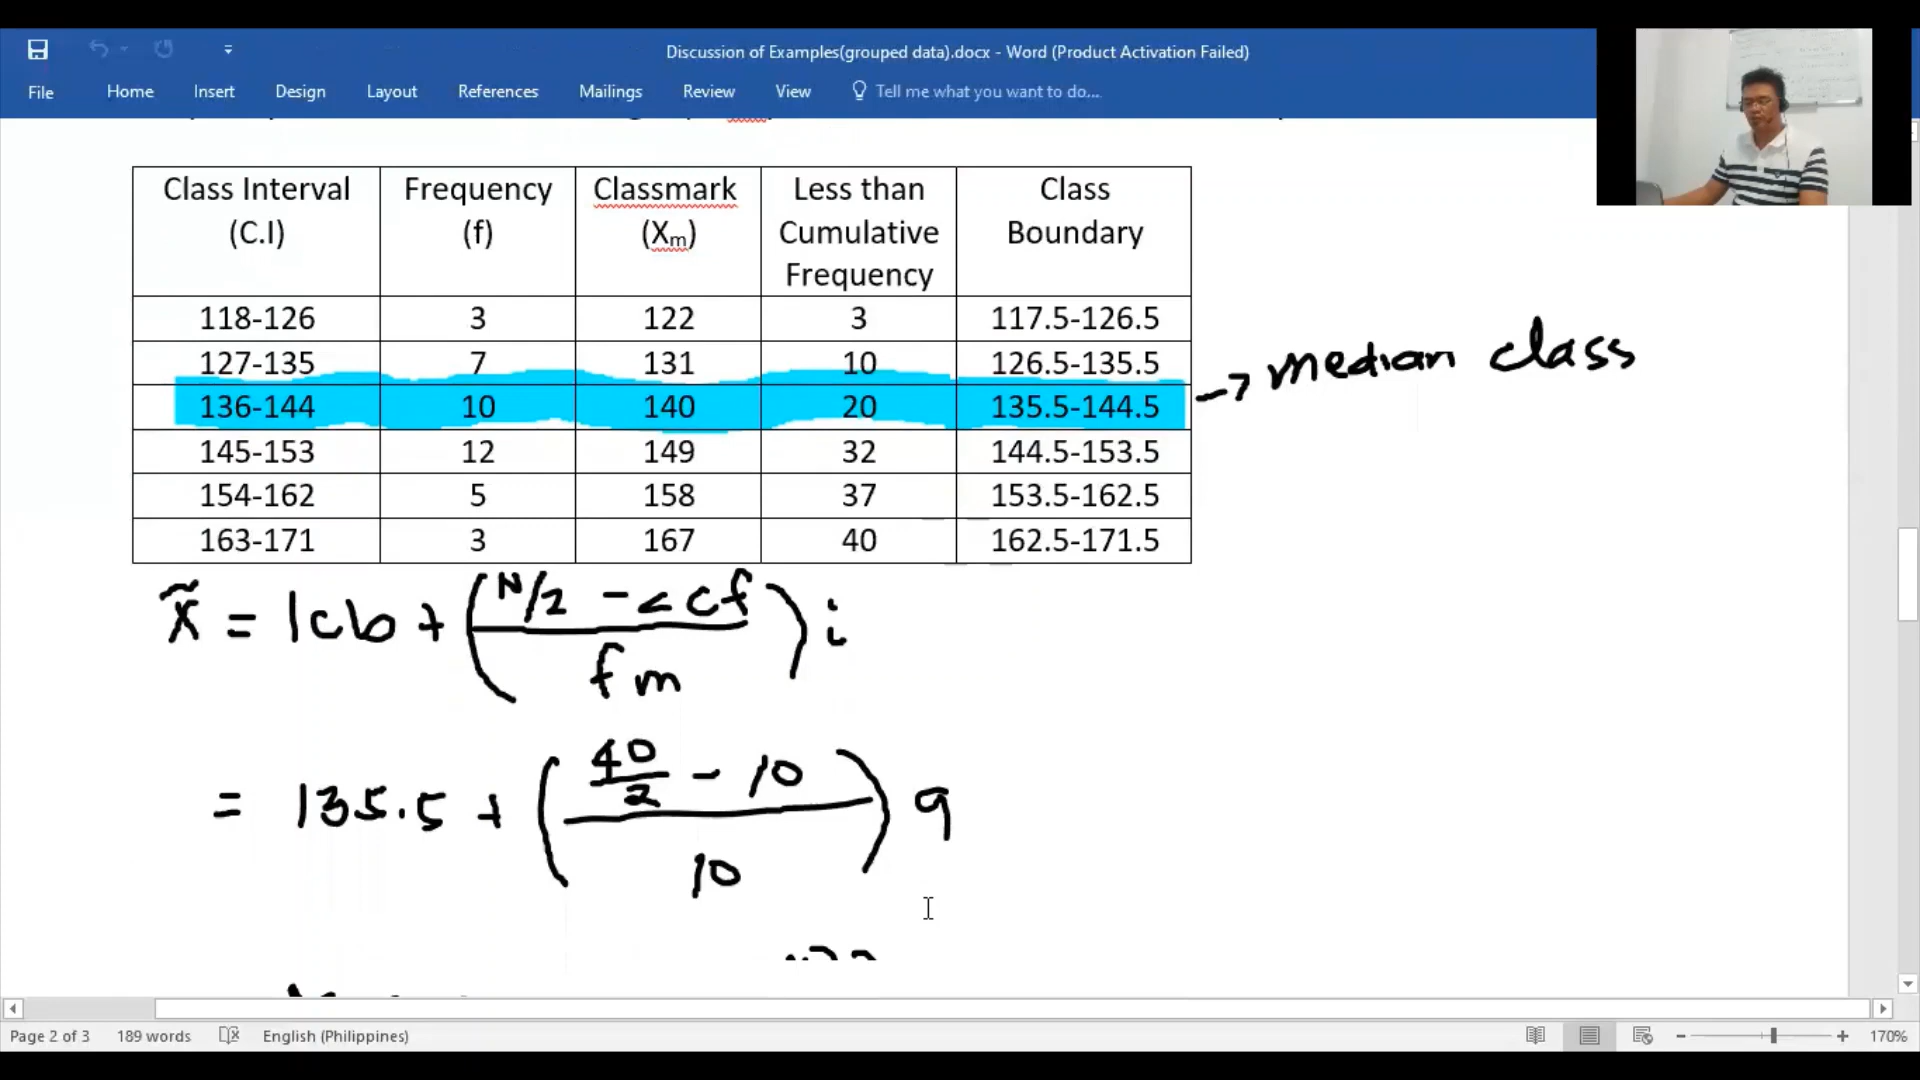 Discussion of Examples(grouped data).docx - Word (Product Activation Failed)
File Home Insert Design Layout References Mailings Review View Tell me what you want to do...
Class Interval (C.I) Frequency (f) Classmark (Xm) Less than Cumulative Frequency Class Boundary
118-126 3 122 3 117.5-126.5
127-135 7 131 10 126.5-135.5
136-144 10 140 20 135.5-144.5 → median class
145-153 12 149 32 144.5-153.5
154-162 5 158 37 153.5-162.5
163-171 3 167 40 162.5-171.5
x̃ = lcb + (N/2 - <cf / fm) i
= 135.5 + (40/2 - 10 / 10) 9
Page 2 of 3 189 words English (Philippines) 170%